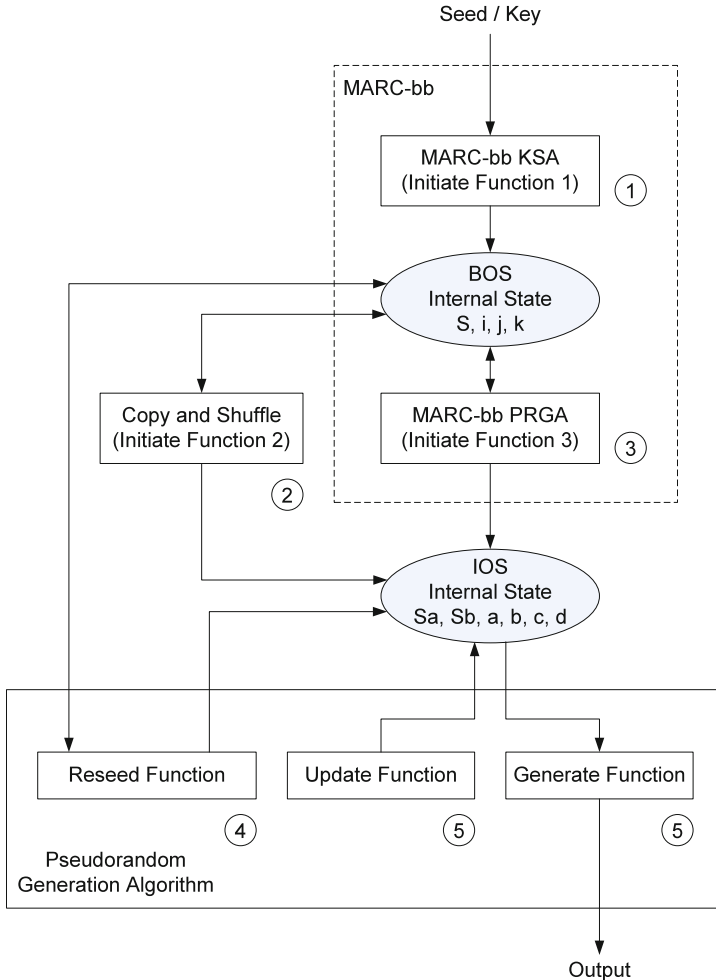 Seed / Key
MARC-bb
MARC-bb KSA
(Initiate Function 1)
1
BOS
Internal State
S, i, j, k
Copy and Shuffle
(Initiate Function 2)
2
MARC-bb PRGA
(Initiate Function 3)
3
IOS
Internal State
Sa, Sb, a, b, c, d
Reseed Function
4
Update Function
5
Generate Function
5
Pseudorandom
Generation Algorithm
Output